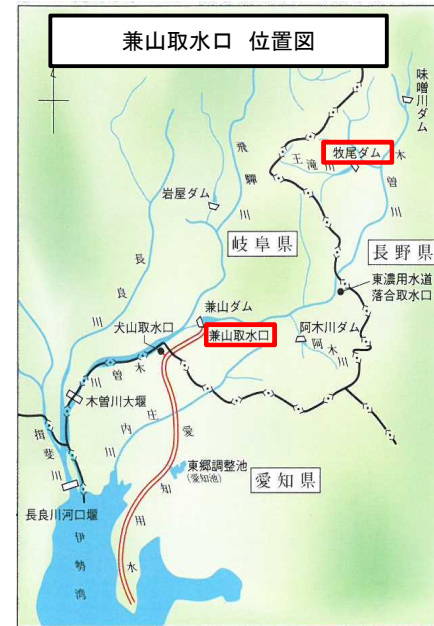 兼山取水口 位置図
味噌川ダム
牧尾ダム
王滝川
木曽川
飛騨川
岩屋ダム
岐阜県
長野県
長良川
東濃用水道
落合取水口
兼山ダム
犬山取水口
兼山取水口
阿木川ダム
阿木川
木曽川
木曽川大堰
庄内川
揖斐川
愛知用水
東郷調整池
(愛知池)
愛知県
長良川河口堰
伊勢湾